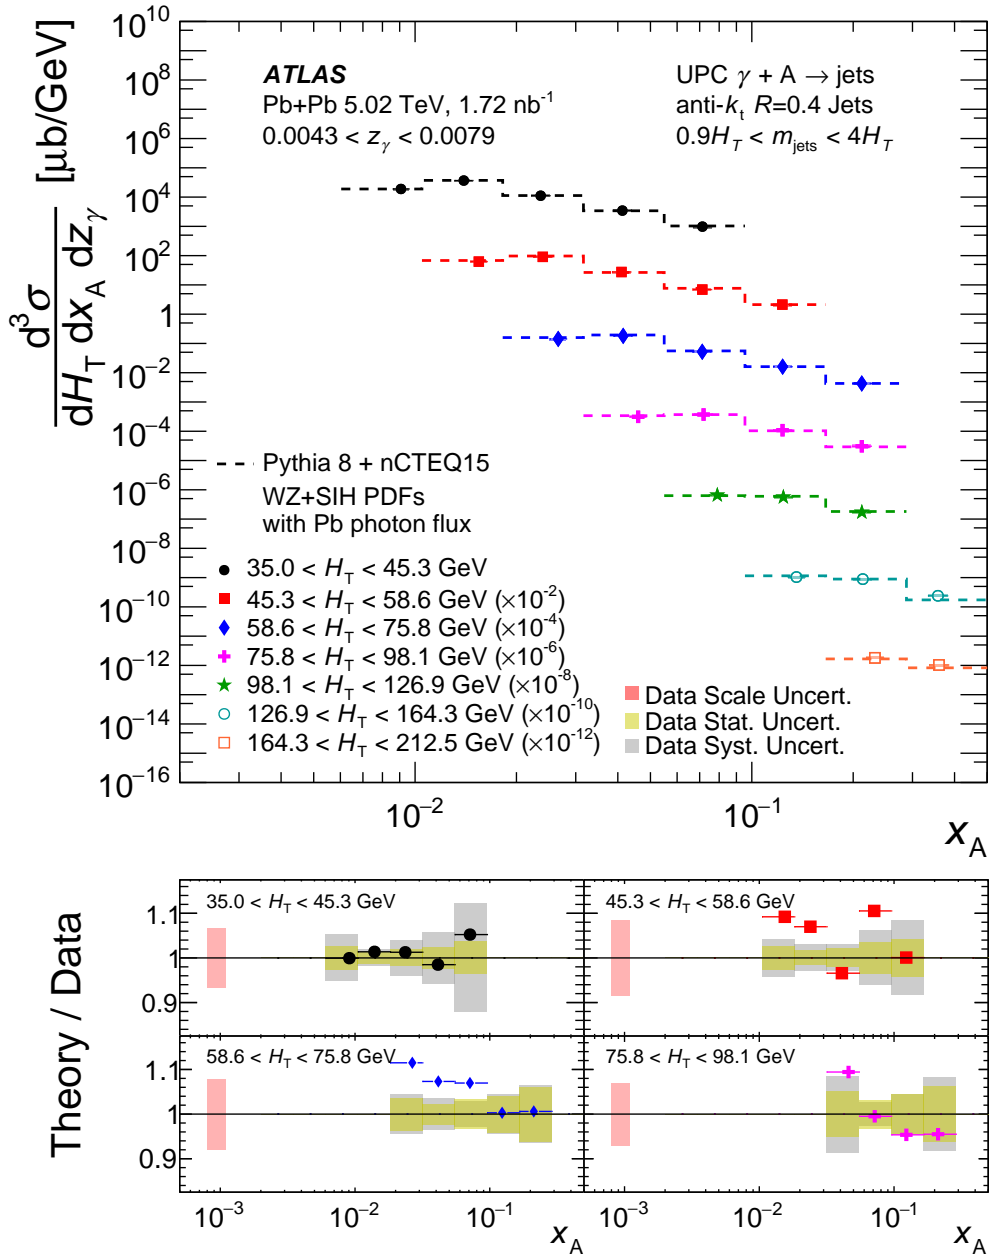 d³σ
dH_T dx_A dz_γ
[μb/GeV]
10¹⁰
10⁸
10⁶
10⁴
10²
1
10⁻²
10⁻⁴
10⁻⁶
10⁻⁸
10⁻¹⁰
10⁻¹²
10⁻¹⁴
10⁻¹⁶
ATLAS
Pb+Pb 5.02 TeV, 1.72 nb⁻¹
0.0043 < z_γ < 0.0079
UPC γ + A → jets
anti-k_t R=0.4 Jets
0.9H_T < m_jets < 4H_T
Pythia 8 + nCTEQ15
WZ+SIH PDFs
with Pb photon flux
35.0 < H_T < 45.3 GeV
45.3 < H_T < 58.6 GeV (×10⁻²)
58.6 < H_T < 75.8 GeV (×10⁻⁴)
75.8 < H_T < 98.1 GeV (×10⁻⁶)
98.1 < H_T < 126.9 GeV (×10⁻⁸)
126.9 < H_T < 164.3 GeV (×10⁻¹⁰)
164.3 < H_T < 212.5 GeV (×10⁻¹²)
Data Scale Uncert.
Data Stat. Uncert.
Data Syst. Uncert.
10⁻² 10⁻¹
x_A
Theory / Data
35.0 < H_T < 45.3 GeV
1.1
1
0.9
45.3 < H_T < 58.6 GeV
58.6 < H_T < 75.8 GeV
1.1
1
0.9
75.8 < H_T < 98.1 GeV
10⁻³ 10⁻² 10⁻¹
x_A
10⁻³ 10⁻² 10⁻¹
x_A